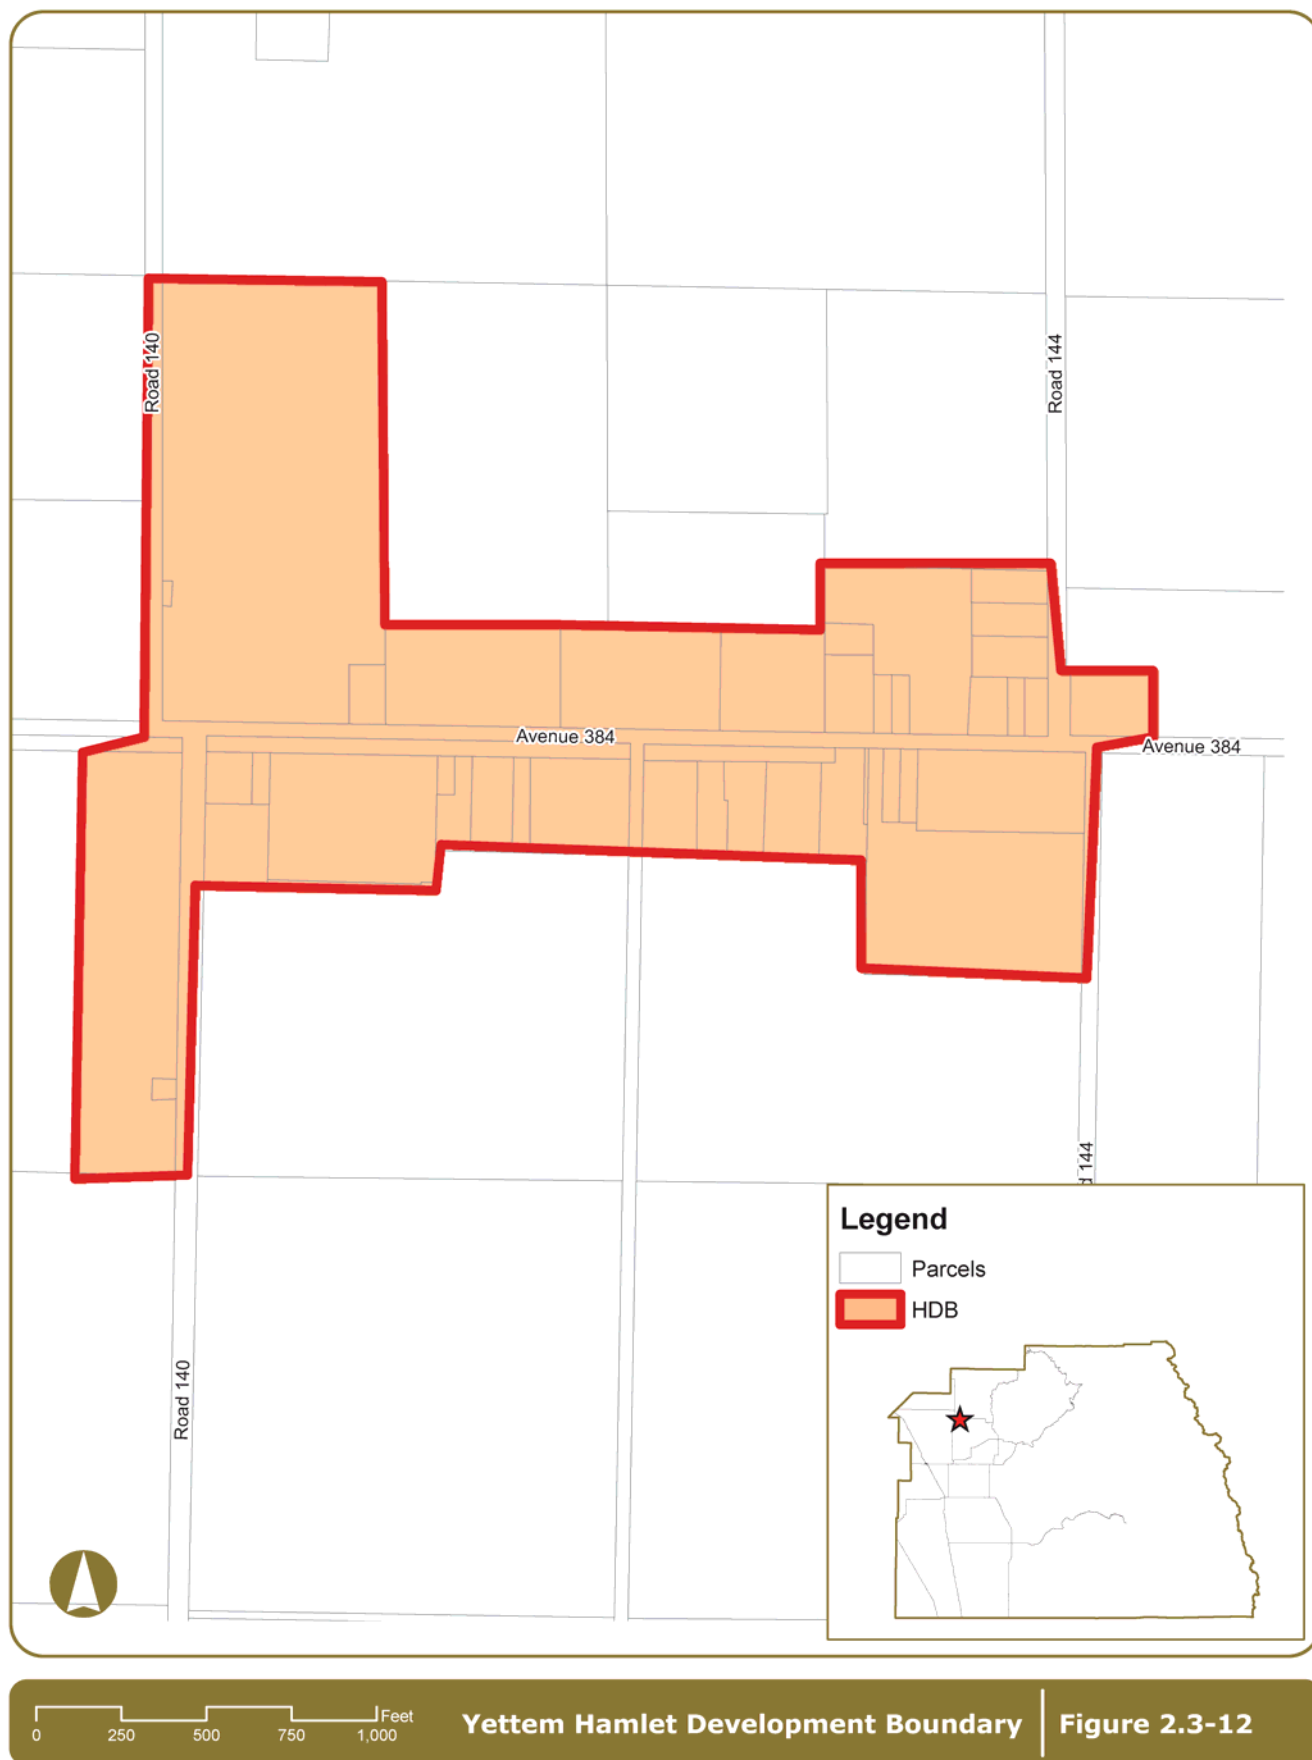 Road 140
Road 144
Avenue 384
Avenue 384
d 144
Road 140
Legend
Parcels
HDB
0 250 500 750 1,000 Feet
Yettem Hamlet Development Boundary
Figure 2.3-12